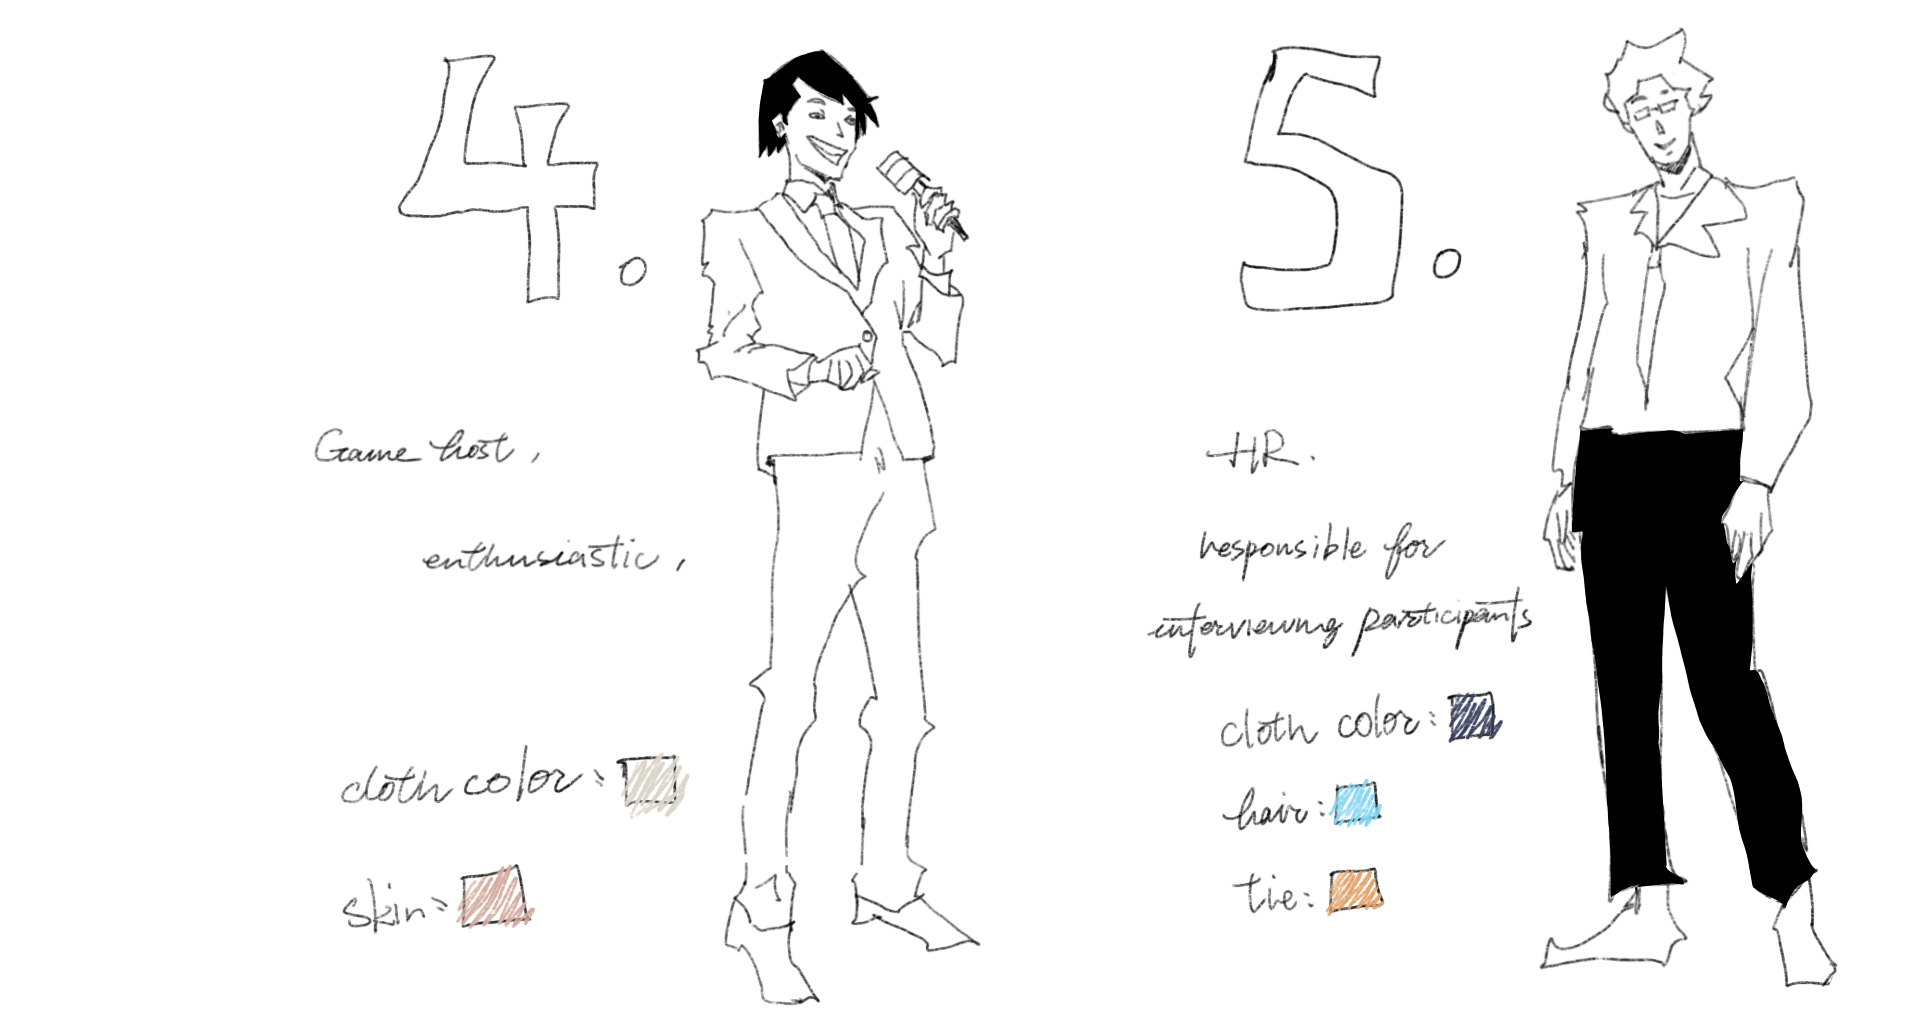 4.
Game host,
enthusiastic,
cloth color:
skin:
5.
HR.
responsible for
interviewing participants
cloth color:
hair:
tie: